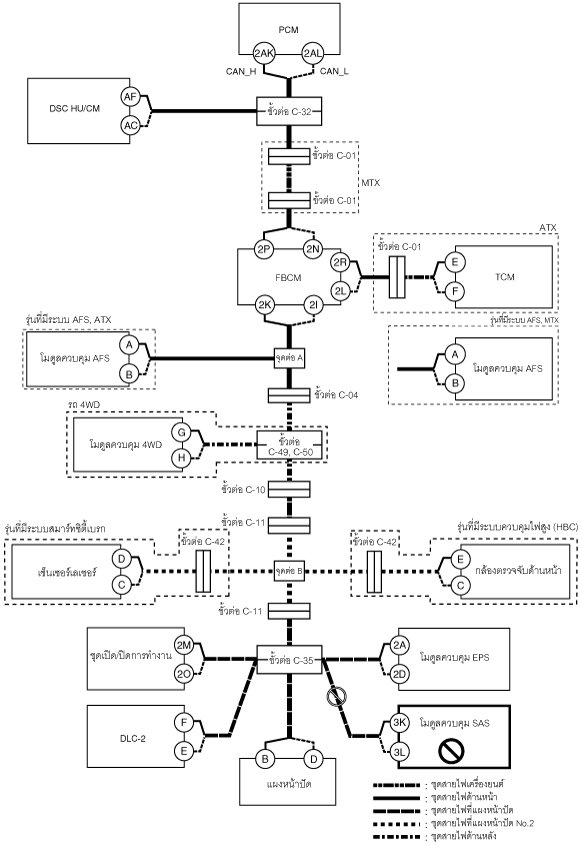 PCM
2AK
2AL
CAN_H
CAN_L
DSC HU/CM
AF
AC
ขั้วต่อ C-32
ขั้วต่อ C-01
MTX
ขั้วต่อ C-01
2P
2N
FBCM
2R
2L
2K
2I
ATX
ขั้วต่อ C-01
E
F
TCM
รุ่นที่มีระบบ AFS, ATX
โมดูลควบคุม AFS
A
B
จุดต่อ A
รุ่นที่มีระบบ AFS, MTX
A
B
โมดูลควบคุม AFS
ขั้วต่อ C-04
รถ 4WD
โมดูลควบคุม 4WD
G
H
ขั้วต่อ
C-49, C-50
ขั้วต่อ C-10
ขั้วต่อ C-11
รุ่นที่มีระบบสมาร์ทซิตี้เบรก
ขั้วต่อ C-42
เซ็นเซอร์เลเซอร์
D
C
จุดต่อ B
รุ่นที่มีระบบควบคุมไฟสูง (HBC)
ขั้วต่อ C-42
E
C
กล้องตรวจจับด้านหน้า
ขั้วต่อ C-11
ชุดเปิด/ปิดการทำงาน
2M
2O
ขั้วต่อ C-35
2A
2D
โมดูลควบคุม EPS
DLC-2
F
E
3K
3L
โมดูลควบคุม SAS
B
D
แผงหน้าปัด
: ชุดสายไฟเครื่องยนต์
: ชุดสายไฟด้านหน้า
: ชุดสายไฟที่แผงหน้าปัด
: ชุดสายไฟที่แผงหน้าปัด No.2
: ชุดสายไฟด้านหลัง